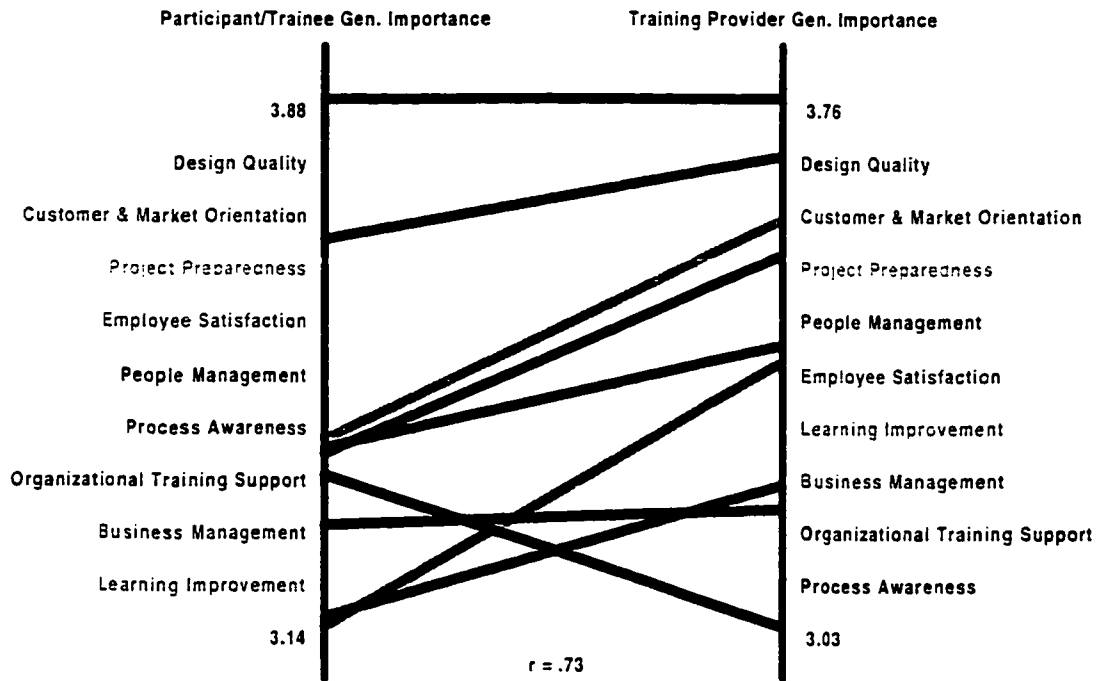 Participant/Trainee Gen. Importance
Training Provider Gen. Importance
3.88
Design Quality
Customer & Market Orientation
Project Preparedness
Employee Satisfaction
People Management
Process Awareness
Organizational Training Support
Business Management
Learning Improvement
3.14
3.76
Design Quality
Customer & Market Orientation
Project Preparedness
People Management
Employee Satisfaction
Learning Improvement
Business Management
Organizational Training Support
Process Awareness
3.03
r = .73